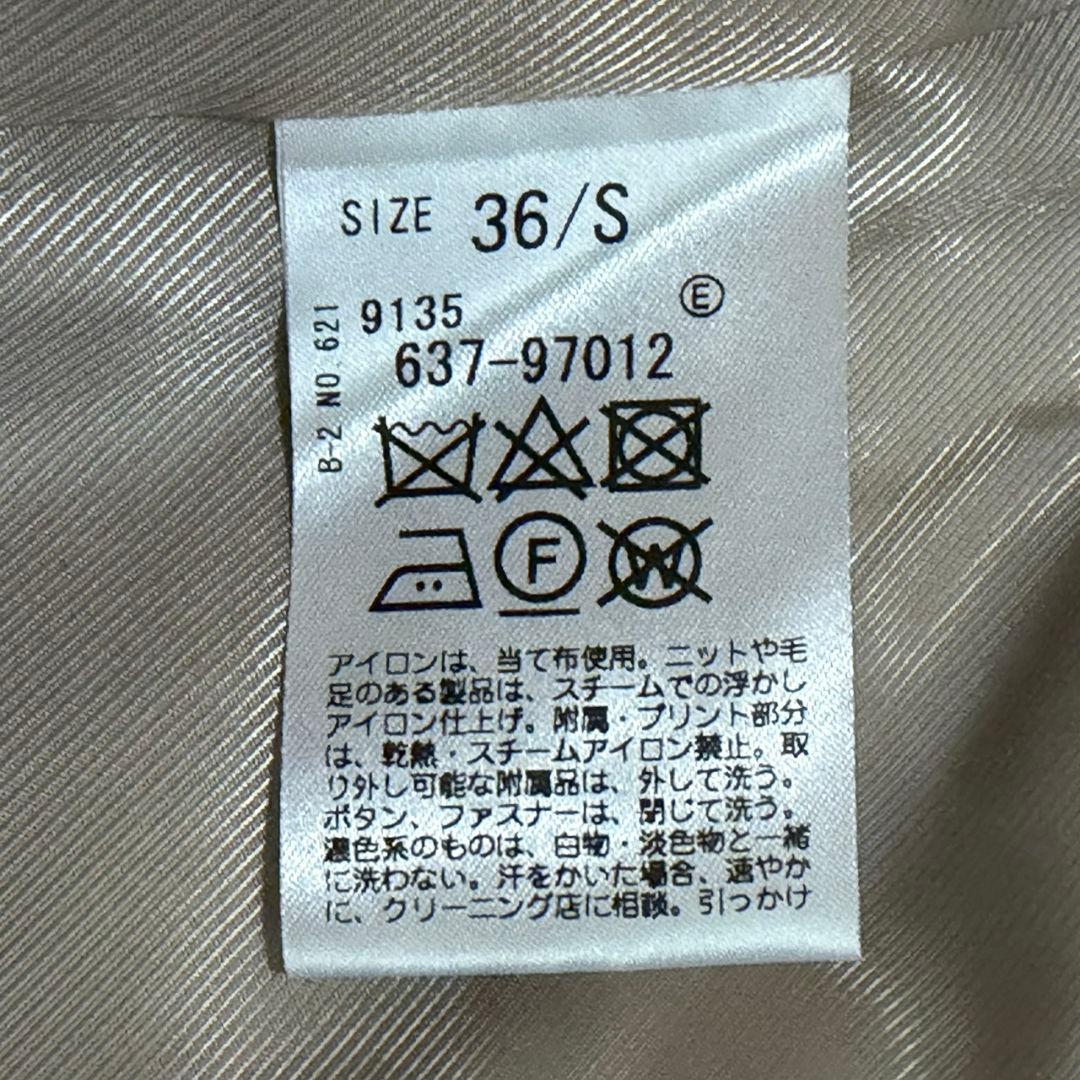 SIZE 36/S
9135 Ⓔ
637-97012
B-2 NO.621
F
W
アイロンは、当て布使用。ニットや毛
足のある製品は、スチームでの浮かし
アイロン仕上げ。附属・プリント部分
は、乾熱・スチームアイロン禁止。取
り外し可能な附属品は、外して洗う。
ボタン、ファスナーは、閉じて洗う。
濃色系のものは、白物・淡色物と一緒
に洗わない。汗をかいた場合、速やか
に、クリーニング店に相談。引っかけ